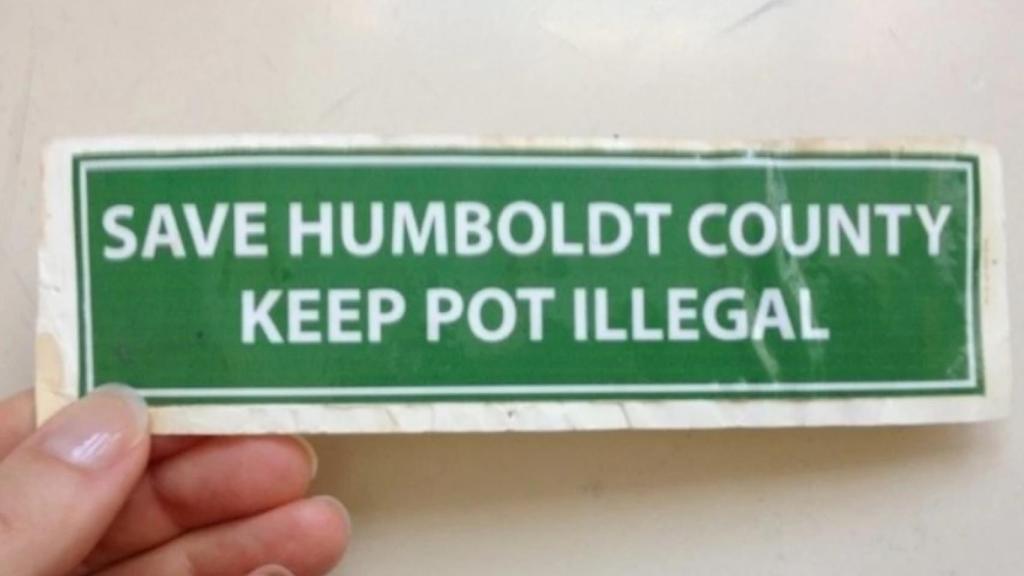 SAVE HUMBOLDT COUNTY
KEEP POT ILLEGAL